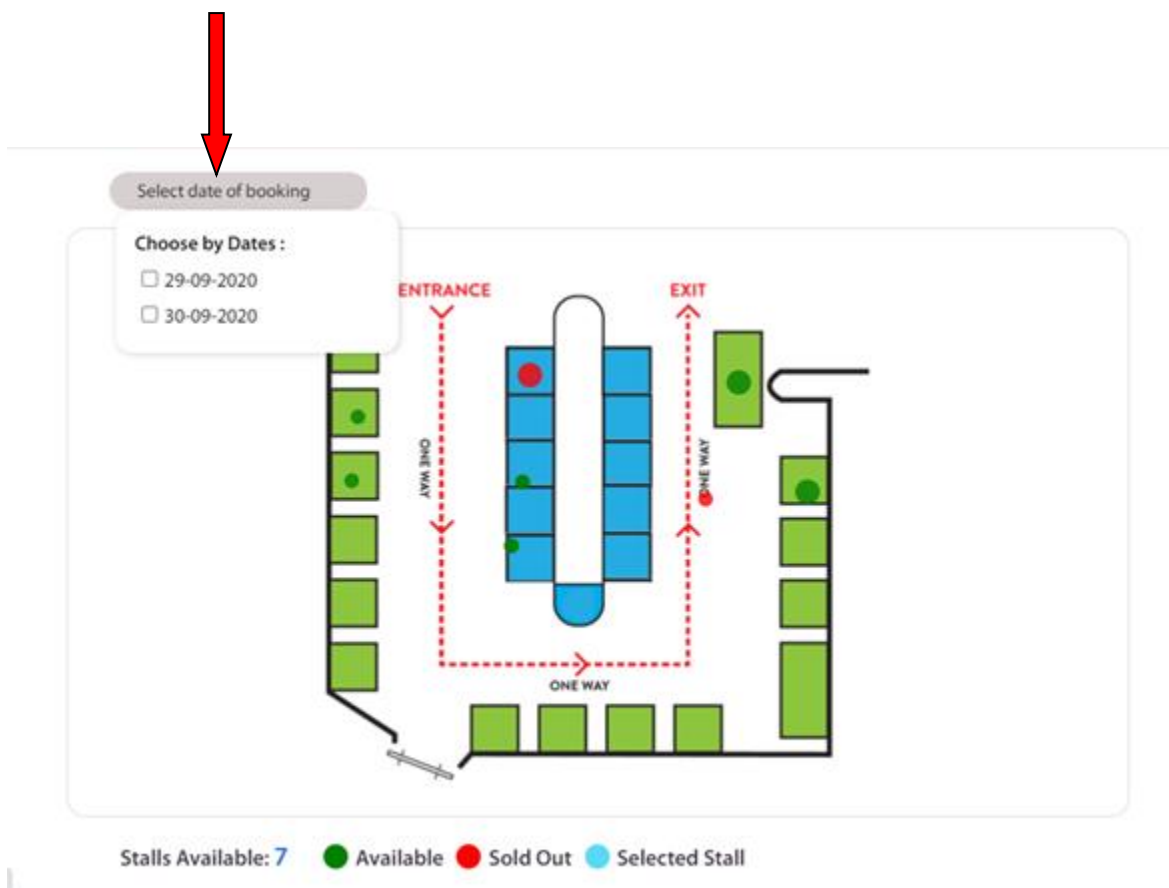 Select date of booking
Choose by Dates :
29-09-2020
30-09-2020
ENTRANCE
EXIT
ONE WAY
ONE WAY
ONE WAY
Stalls Available: 7
Available
Sold Out
Selected Stall